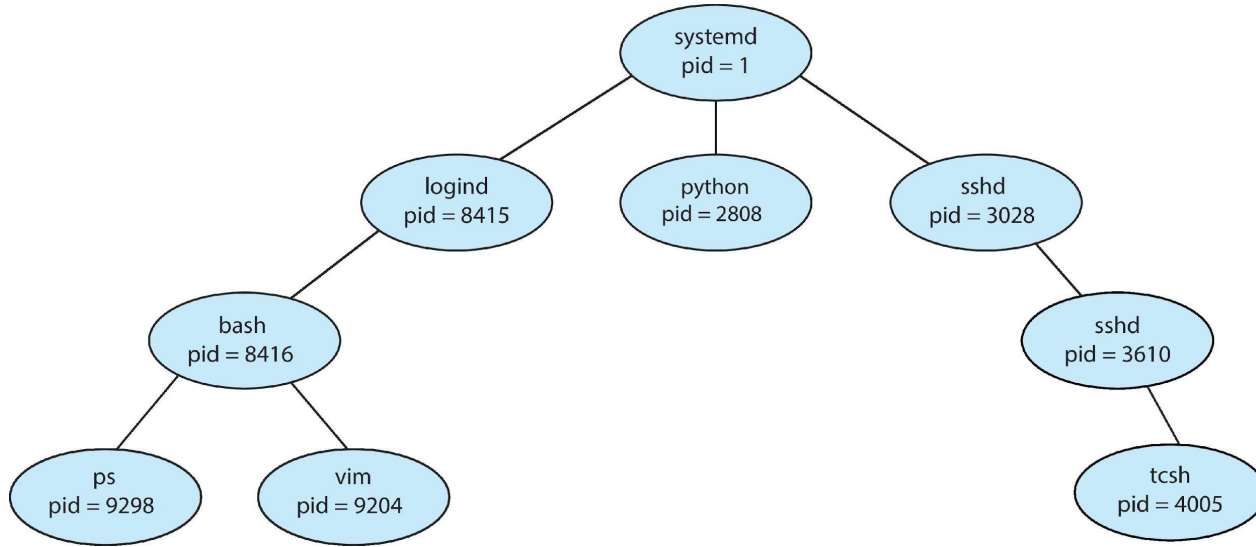 systemd
pid = 1
logind
pid = 8415
python
pid = 2808
sshd
pid = 3028
bash
pid = 8416
sshd
pid = 3610
ps
pid = 9298
vim
pid = 9204
tcsh
pid = 4005